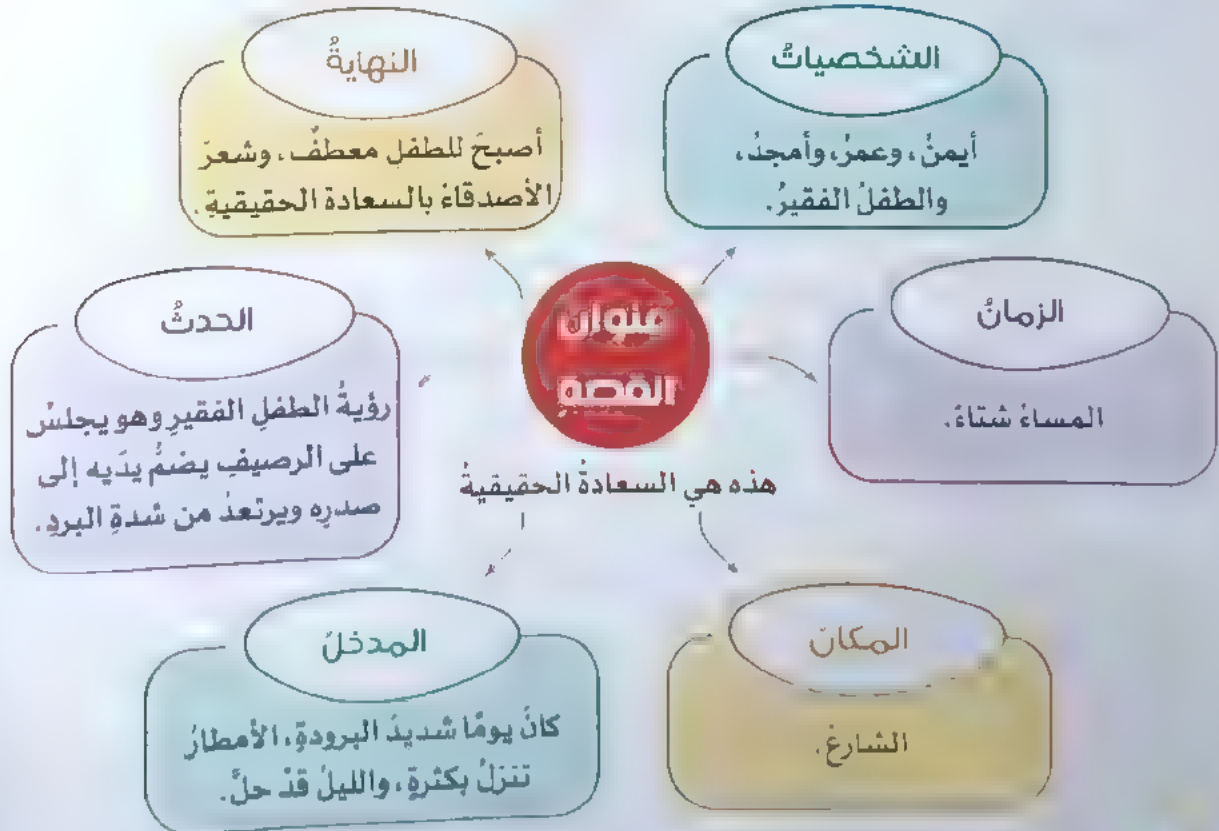 الشخصياتُ
أيمنُ، وعمرُ، وأمجدُ،
والطفلُ الفقيرُ.
النهايةُ
أصبحَ للطفلِ معطفٌ، وشعرَ
الأصدقاءُ بالسعادةِ الحقيقيةِ.
عنوان
القصة
هذه هي السعادةُ الحقيقيةُ
الزمانُ
المساءُ شتاءً.
الحدثُ
رؤيةُ الطفلِ الفقيرِ وهو يجلسُ
على الرصيفِ يضمُّ يدَيه إلى
صدرِه ويرتعدُ من شدةِ البردِ.
المكانُ
الشارعُ.
المدخلُ
كانَ يومًا شديدَ البرودةِ، الأمطارُ
تنزلُ بكثرةٍ، والليلُ قدْ حلَّ.